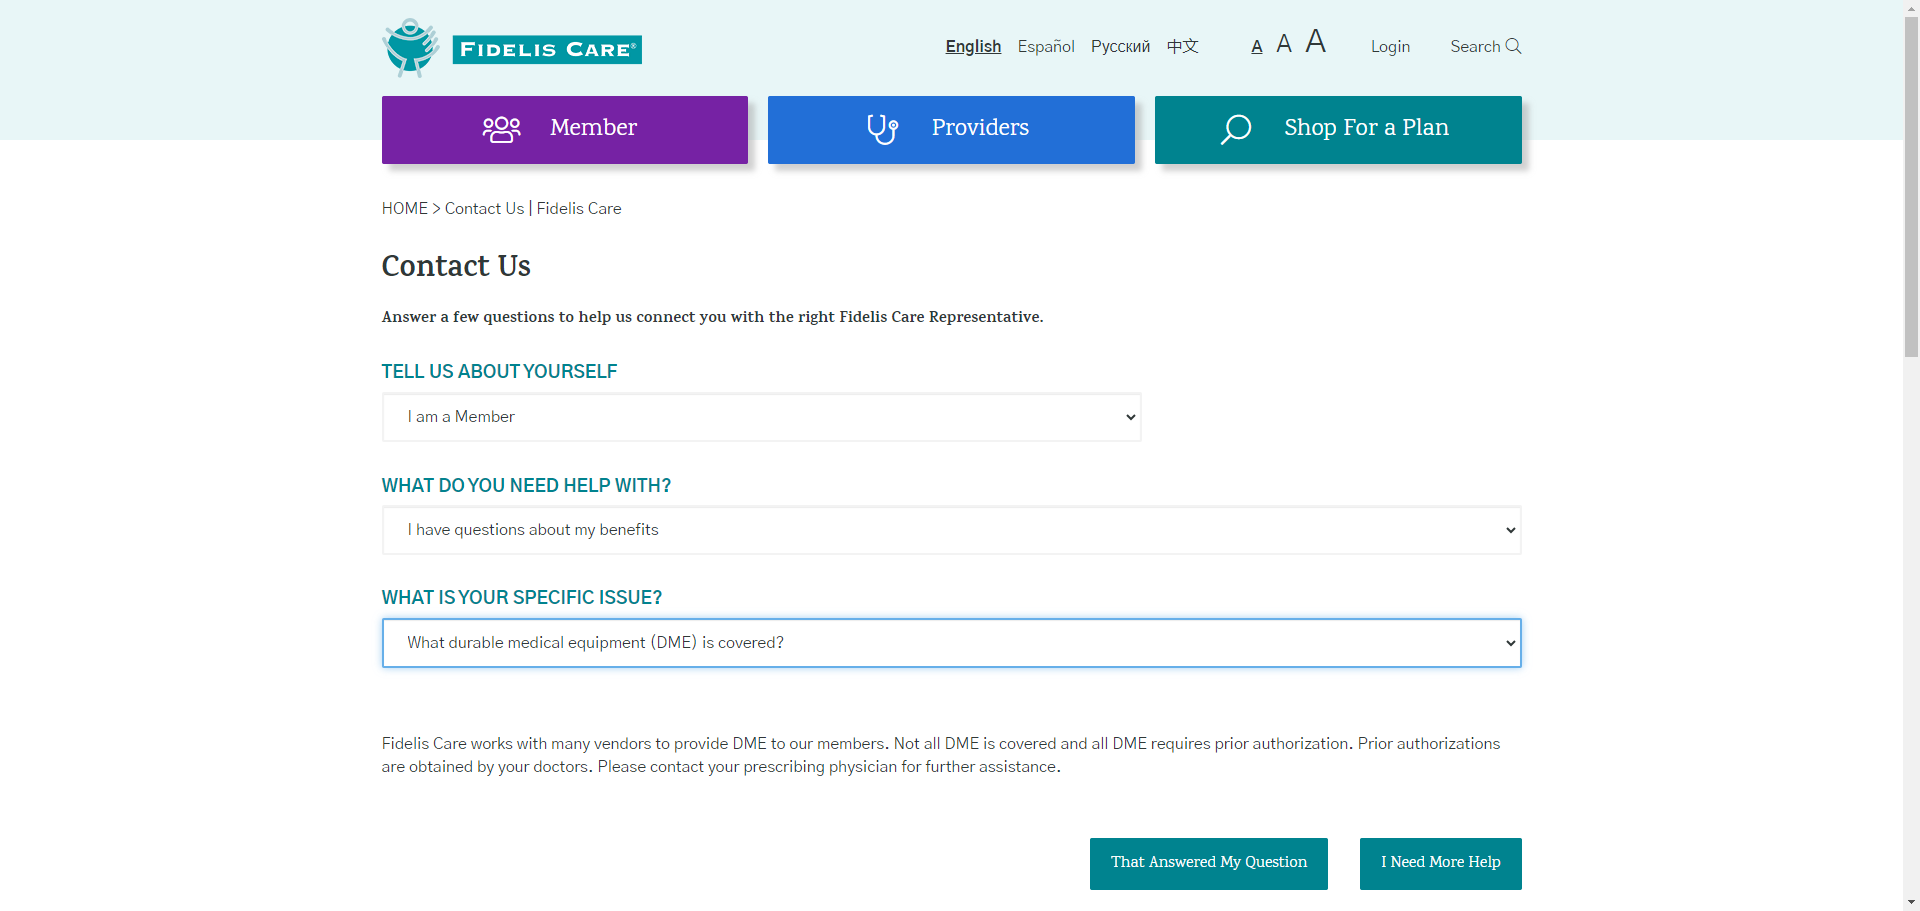 FIDELIS CARE®
English Español Русский 中文 A A A Login Search
Member Providers Shop For a Plan
HOME > Contact Us | Fidelis Care
Contact Us
Answer a few questions to help us connect you with the right Fidelis Care Representative.
TELL US ABOUT YOURSELF
I am a Member
WHAT DO YOU NEED HELP WITH?
I have questions about my benefits
WHAT IS YOUR SPECIFIC ISSUE?
What durable medical equipment (DME) is covered?
Fidelis Care works with many vendors to provide DME to our members. Not all DME is covered and all DME requires prior authorization. Prior authorizations
are obtained by your doctors. Please contact your prescribing physician for further assistance.
That Answered My Question I Need More Help